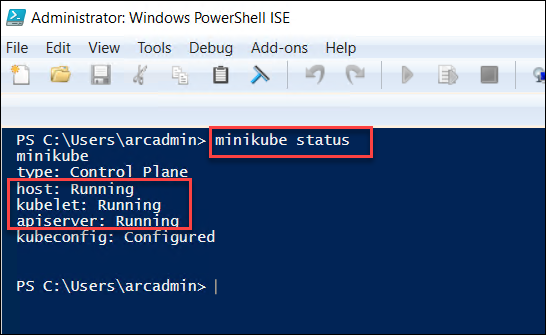 Administrator: Windows PowerShell ISE
File Edit View Tools Debug Add-ons Help
PS C:\Users\arcadmin> minikube status
minikube
type: Control Plane
host: Running
kubelet: Running
apiserver: Running
kubeconfig: Configured
PS C:\Users\arcadmin>